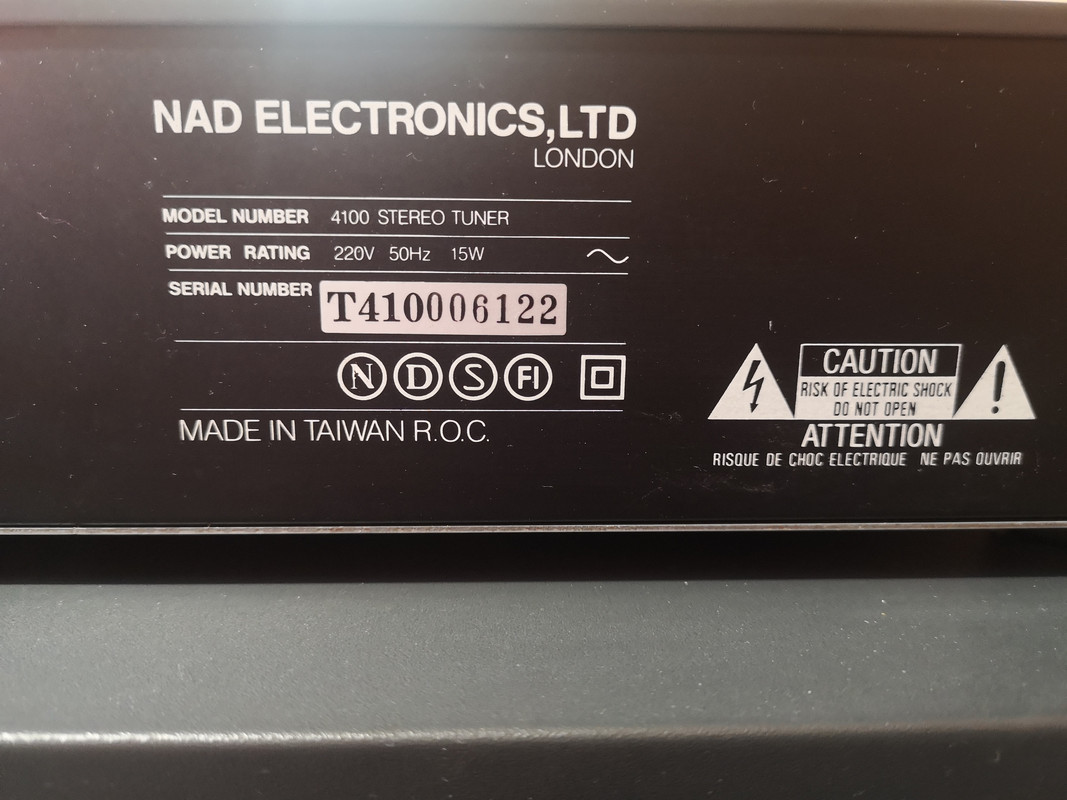 NAD ELECTRONICS,LTD
LONDON
MODEL NUMBER 4100 STEREO TUNER
POWER RATING 220V 50Hz 15W
SERIAL NUMBER T410006122
N D S FI
MADE IN TAIWAN R.O.C.
CAUTION
RISK OF ELECTRIC SHOCK
DO NOT OPEN
ATTENTION
RISQUE DE CHOC ELECTRIQUE NE PAS OUVRIR